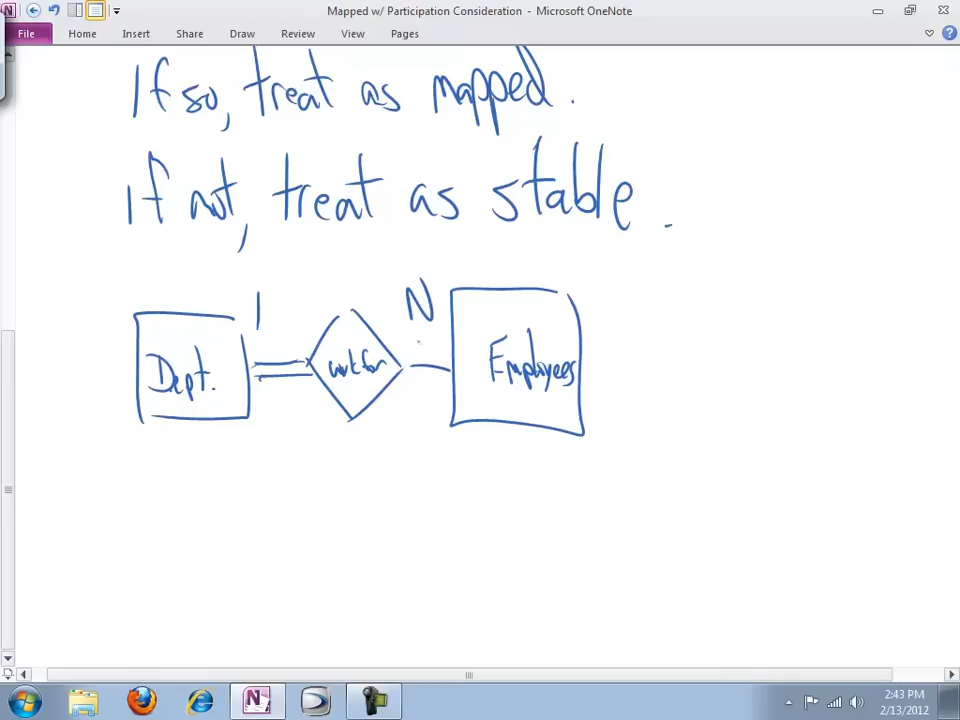 Mapped w/ Participation Consideration - Microsoft OneNote
File Home Insert Share Draw Review View Pages
If so, treat as mapped.
If not, treat as stable.
1 N
Dept. work for Employees
2:43 PM
2/13/2012